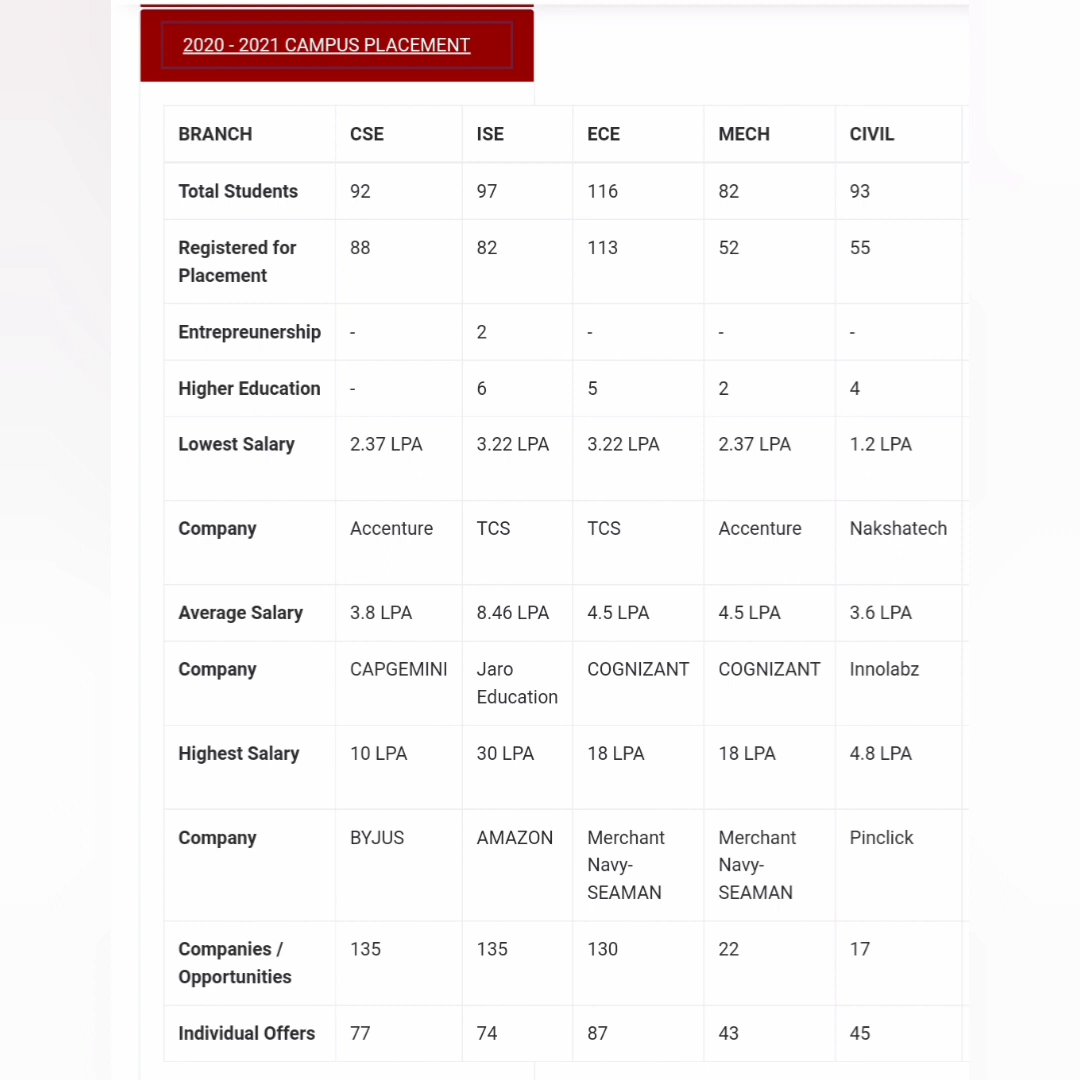 2020 - 2021 CAMPUS PLACEMENT
BRANCH CSE ISE ECE MECH CIVIL
Total Students 92 97 116 82 93
Registered for 88 82 113 52 55
Placement
Entrepreunership - 2 - - -
Higher Education - 6 5 2 4
Lowest Salary 2.37 LPA 3.22 LPA 3.22 LPA 2.37 LPA 1.2 LPA
Company Accenture TCS TCS Accenture Nakshatech
Average Salary 3.8 LPA 8.46 LPA 4.5 LPA 4.5 LPA 3.6 LPA
Company CAPGEMINI Jaro COGNIZANT COGNIZANT Innolabz
Education
Highest Salary 10 LPA 30 LPA 18 LPA 18 LPA 4.8 LPA
Company BYJUS AMAZON Merchant Merchant Pinclick
Navy- Navy-
SEAMAN SEAMAN
Companies / 135 135 130 22 17
Opportunities
Individual Offers 77 74 87 43 45